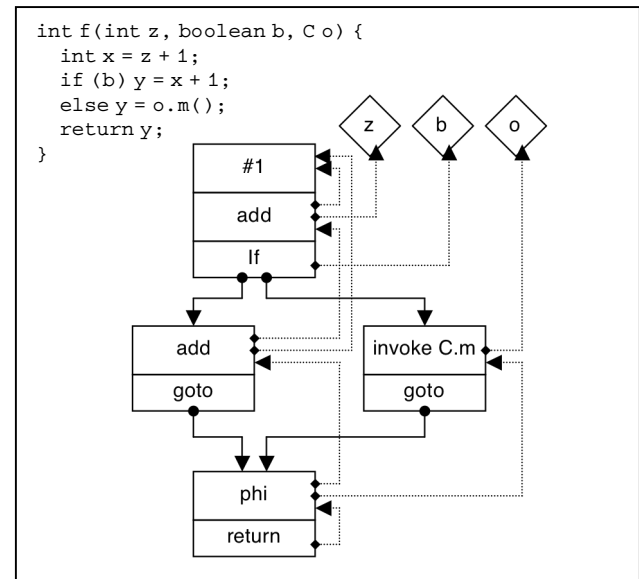 int f(int z, boolean b, C o) {
int x = z + 1;
if (b) y = x + 1;
else y = o.m();
return y;
}
z
b
o
#1
add
If
add
goto
invoke C.m
goto
phi
return